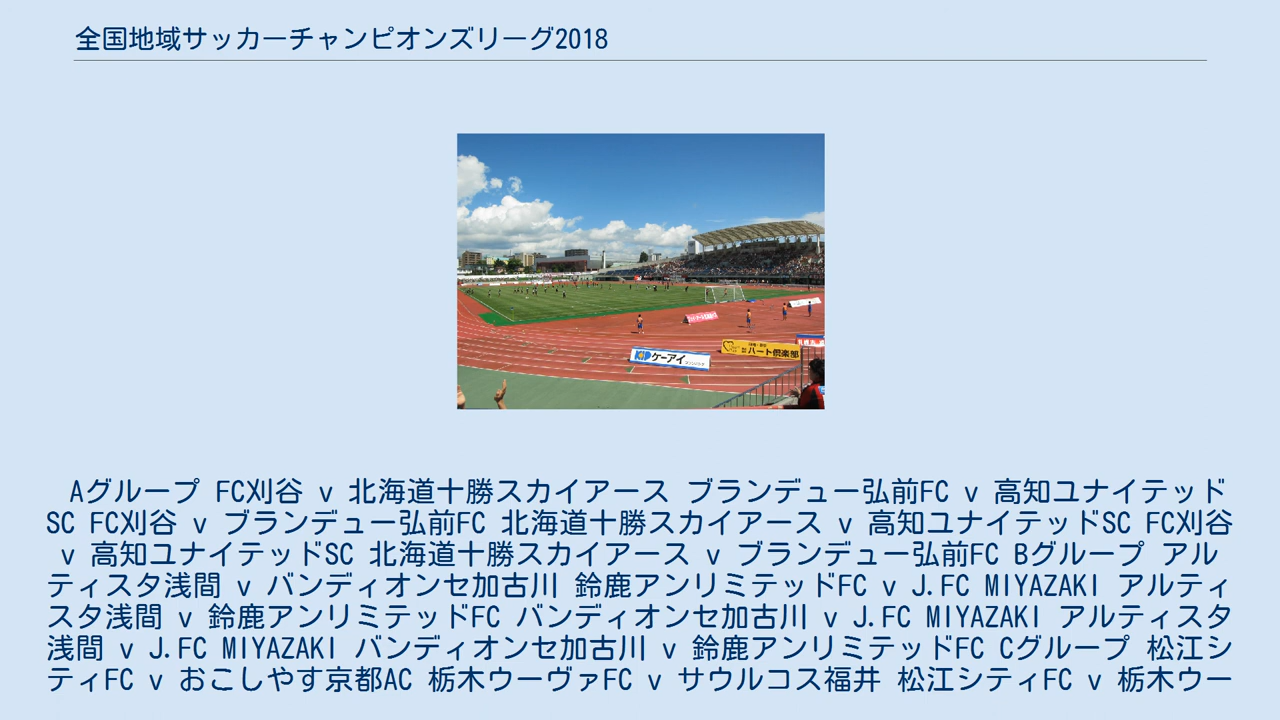 全国地域サッカーチャンピオンズリーグ2018
ケーアイ
ハート倶楽部
Aグループ FC刈谷 v 北海道十勝スカイアース ブランデュー弘前FC v 高知ユナイテッド
SC FC刈谷 v ブランデュー弘前FC 北海道十勝スカイアース v 高知ユナイテッドSC FC刈谷
v 高知ユナイテッドSC 北海道十勝スカイアース v ブランデュー弘前FC Bグループ アル
ティスタ浅間 v バンディオンセ加古川 鈴鹿アンリミテッドFC v J.FC MIYAZAKI アルティ
スタ浅間 v 鈴鹿アンリミテッドFC バンディオンセ加古川 v J.FC MIYAZAKI アルティスタ
浅間 v J.FC MIYAZAKI バンディオンセ加古川 v 鈴鹿アンリミテッドFC Cグループ 松江シ
ティFC v おこしやす京都AC 栃木ウーヴァFC v サウルコス福井 松江シティFC v 栃木ウー